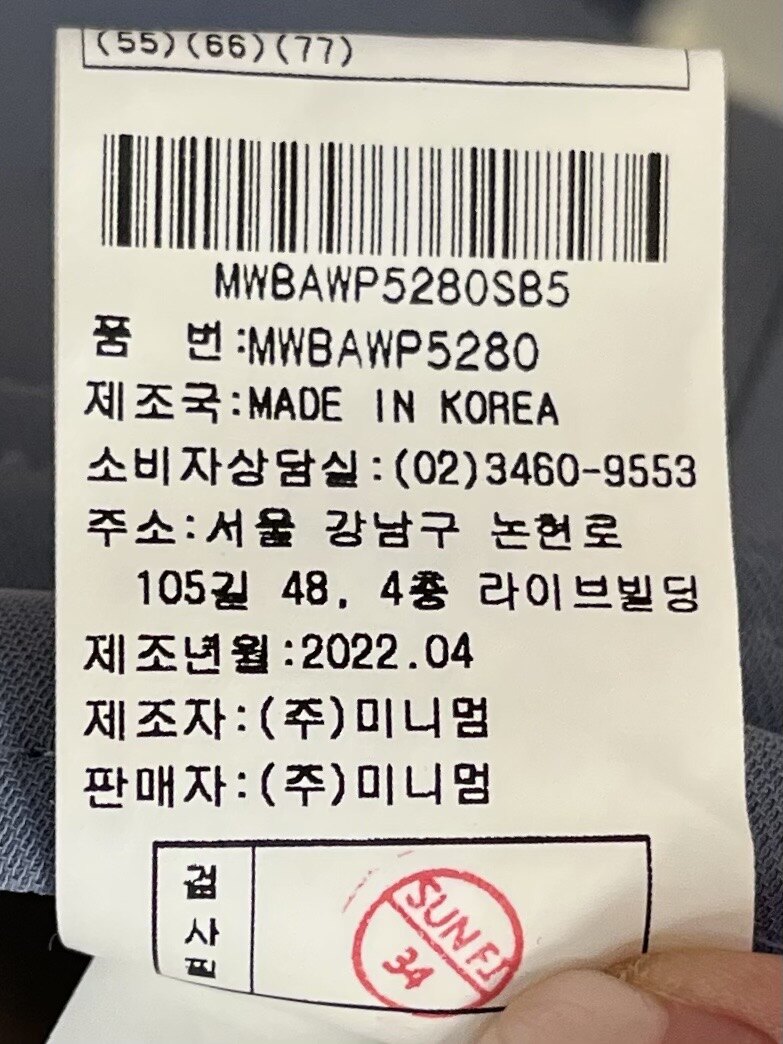 (55)(66)(77)
MWBAWP5280SB5
품 번:MWBAWP5280
제조국:MADE IN KOREA
소비자상담실:(02)3460-9553
주소:서울 강남구 논현로
105길 48, 4층 라이브빌딩
제조년월:2022.04
제조자:(주)미니멈
판매자:(주)미니멈
검
사
필
34